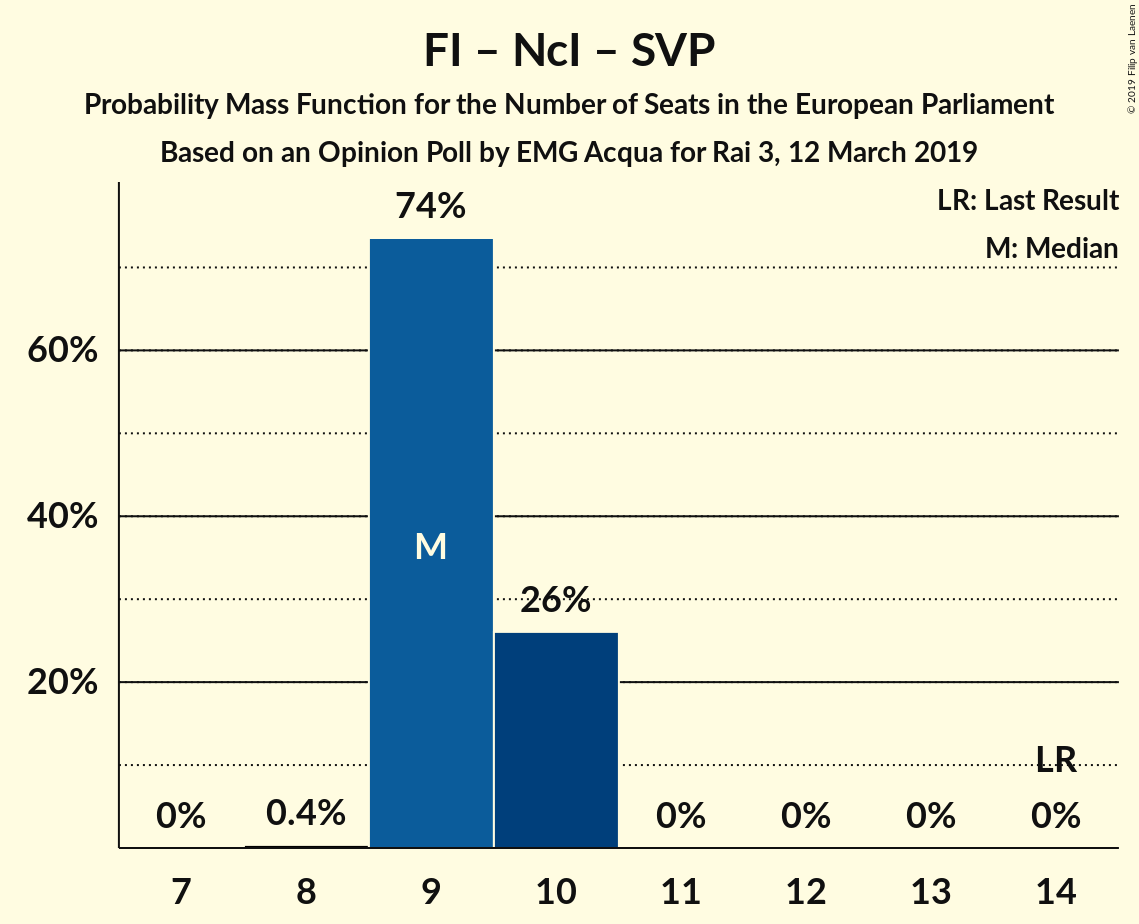 FI – NcI – SVP
Probability Mass Function for the Number of Seats in the European Parliament
Based on an Opinion Poll by EMG Acqua for Rai 3, 12 March 2019
© 2019 Filip van Laenen
LR: Last Result
M: Median
74%
60%
40%
M
26%
20%
LR
0%
0.4%
0%
0%
0%
0%
7 8 9 10 11 12 13 14